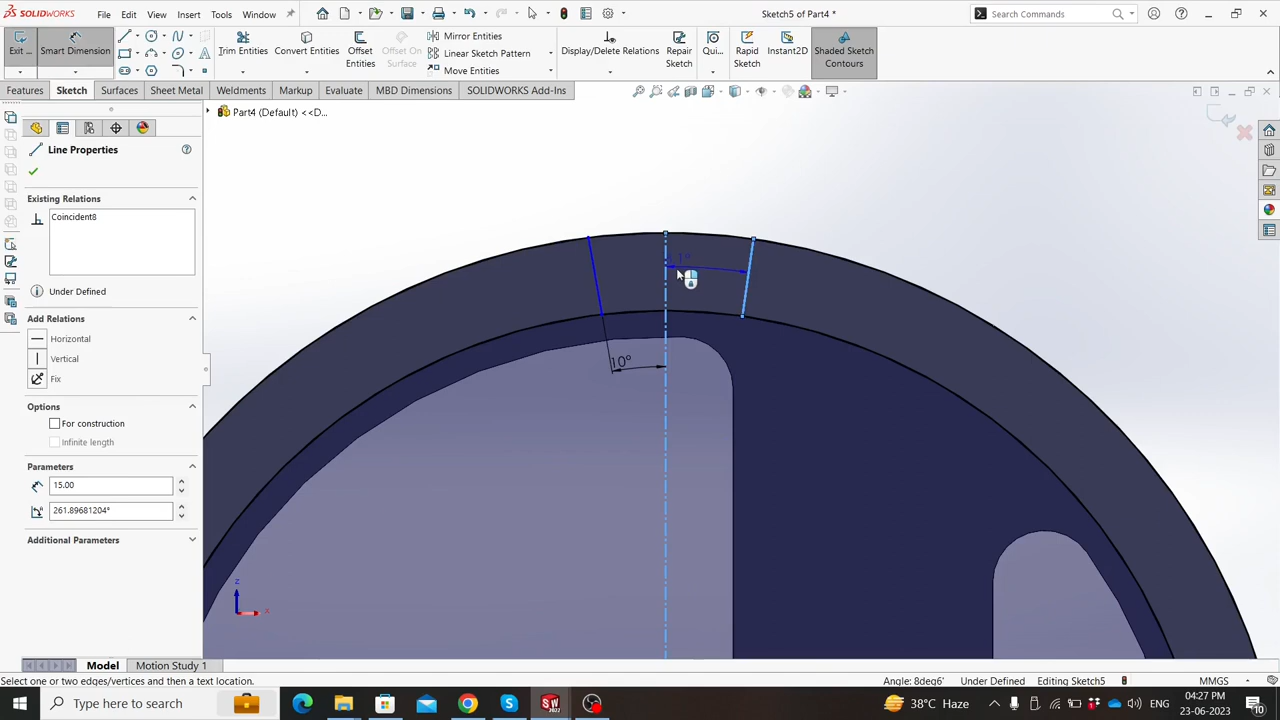 SOLIDWORKS
File Edit View Insert Tools Window
Sketch5 of Part4 *
Search Commands
Exit ...
Smart Dimension
Trim Entities
Convert Entities
Offset Entities
Offset On Surface
Mirror Entities
Linear Sketch Pattern
Move Entities
Display/Delete Relations
Repair Sketch
Qui...
Rapid Sketch
Instant2D
Shaded Sketch Contours
Features Sketch Surfaces Sheet Metal Weldments Markup Evaluate MBD Dimensions SOLIDWORKS Add-Ins
Part4 (Default) <<D...
Line Properties
Existing Relations
Coincident8
Under Defined
Add Relations
Horizontal
Vertical
Fix
Options
For construction
Infinite length
Parameters
15.00
261.89681204°
Additional Parameters
10°
z
x
Model Motion Study 1
Select one or two edges/vertices and then a text location.
Angle: 8deg6' Under Defined Editing Sketch5 MMGS
Type here to search
SW
2022
38°C Haze
ENG
IN
04:27 PM
23-06-2023